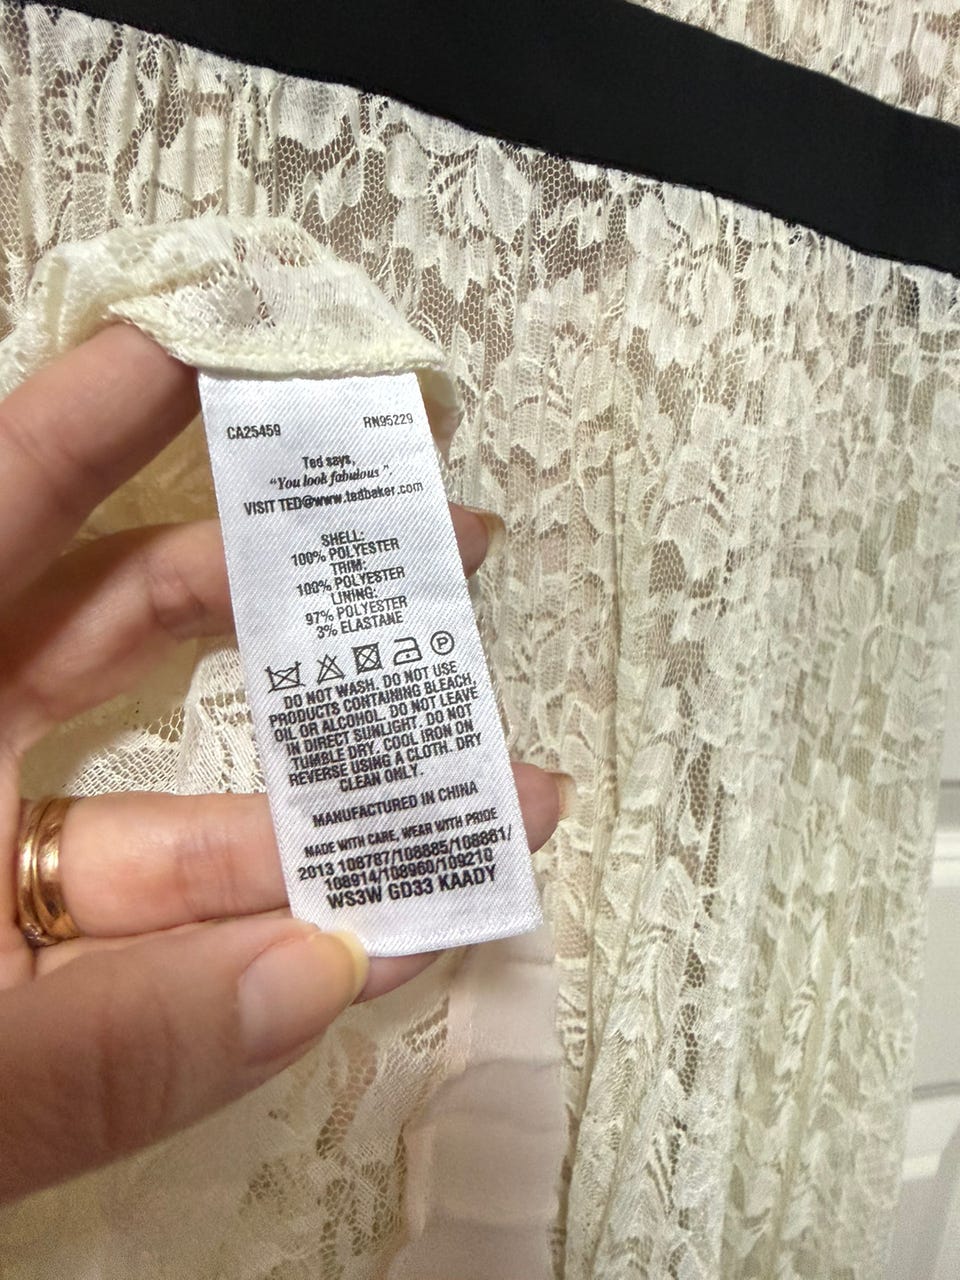 CA25459 RN95229
Ted says,
"You look fabulous".
VISIT TED@www.tedbaker.com
SHELL:
100% POLYESTER
TRIM:
100% POLYESTER
LINING:
97% POLYESTER
3% ELASTANE
P
DO NOT WASH. DO NOT USE
PRODUCTS CONTAINING BLEACH,
OIL OR ALCOHOL. DO NOT LEAVE
IN DIRECT SUNLIGHT. DO NOT
TUMBLE DRY. COOL IRON ON
REVERSE USING A CLOTH. DRY
CLEAN ONLY.
MANUFACTURED IN CHINA
MADE WITH CARE, WEAR WITH PRIDE
2013 108787/108885/108881/
108914/108960/109210
WS3W GD33 KAADY